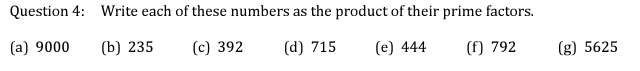 Question 4: Write each of these numbers as the product of their prime factors.
(a) 9000 (b) 235 (c) 392 (d) 715 (e) 444 (f) 792 (g) 5625